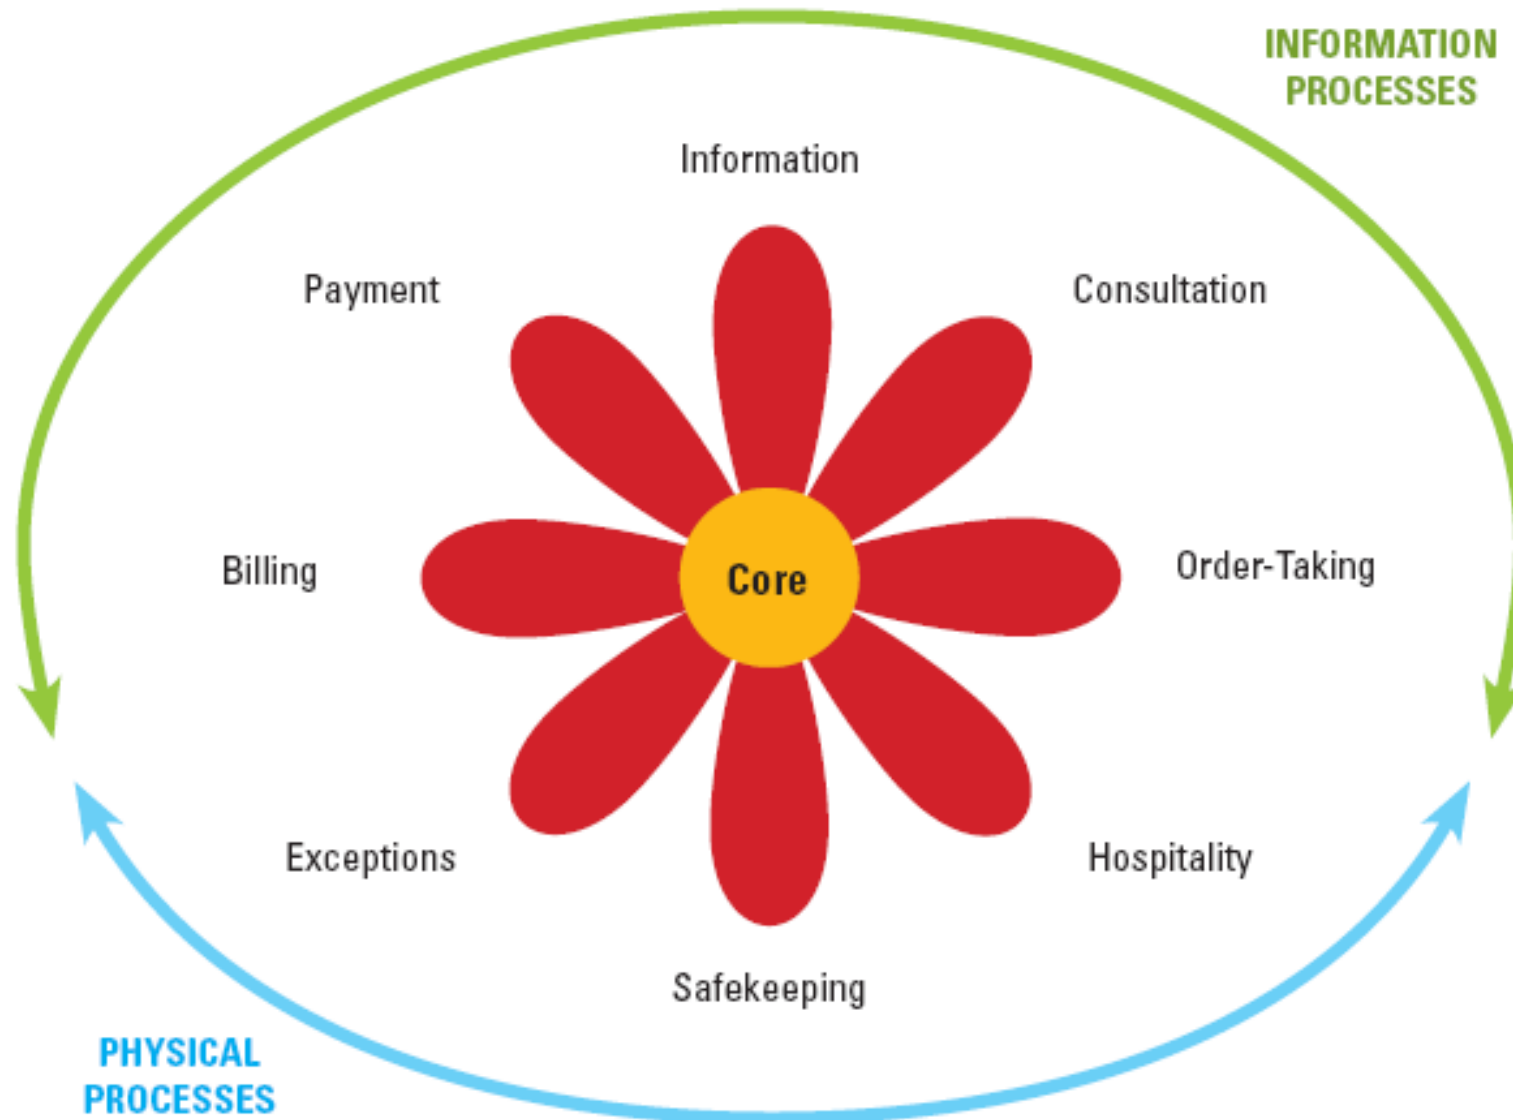 INFORMATION
PROCESSES
Information
Payment
Consultation
Billing
Core
Order-Taking
Exceptions
Hospitality
Safekeeping
PHYSICAL
PROCESSES